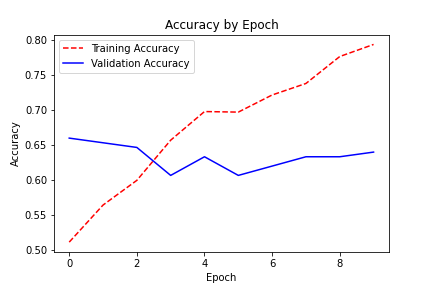 Accuracy by Epoch
Training Accuracy
Validation Accuracy
0.80
0.75
0.70
0.65
0.60
0.55
0.50
Accuracy
0 2 4 6 8
Epoch